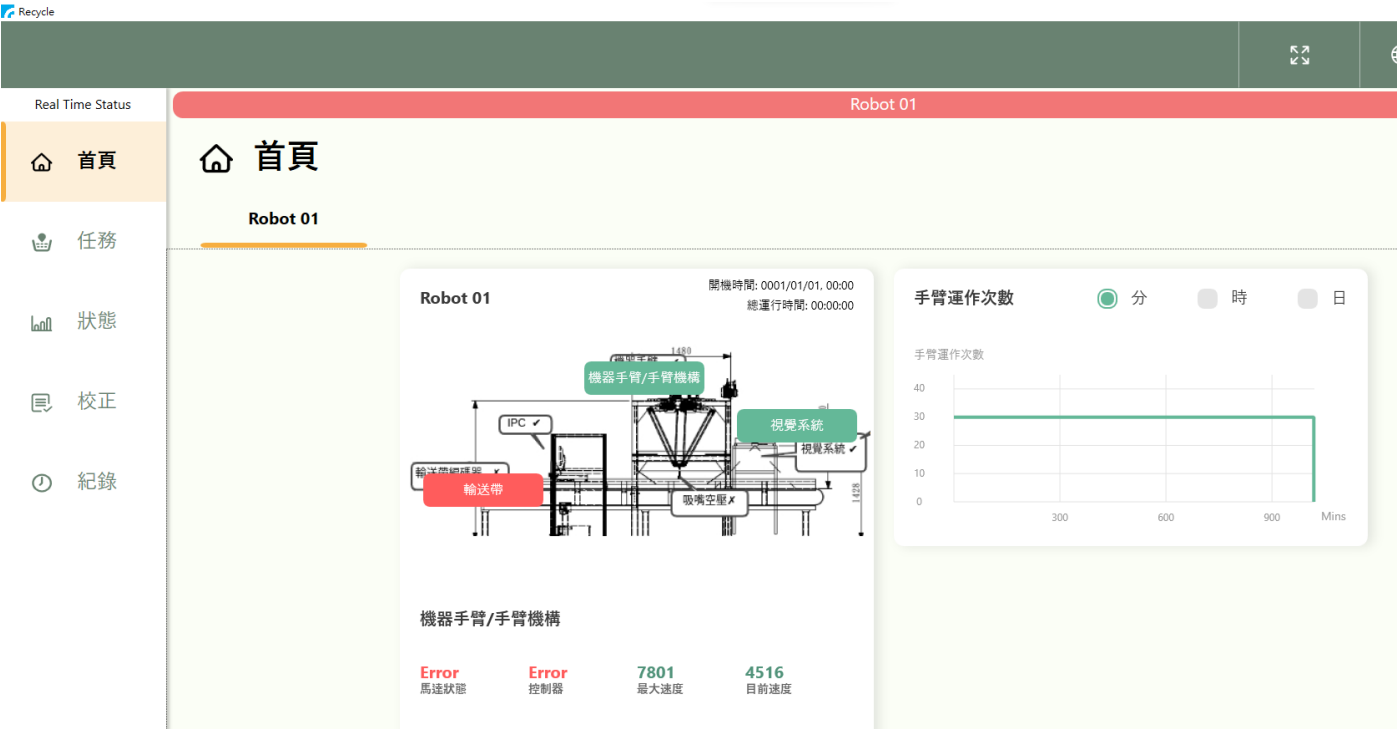 Recycle
Real Time Status
Robot 01
首頁
首頁
任務
狀態
校正
紀錄
Robot 01
Robot 01
開機時間: 0001/01/01, 00:00
總運行時間: 00:00:00
1480
機器手臂/手臂機構
IPC ✔
視覺系統
視覺系統 ✔
輸送帶編碼器 ✗
輸送帶
吸嘴空壓✗
1428
機器手臂/手臂機構
Error
馬達狀態
Error
控制器
7801
最大速度
4516
目前速度
手臂運作次數
分
時
日
手臂運作次數
40
30
20
10
0
300
600
900
Mins